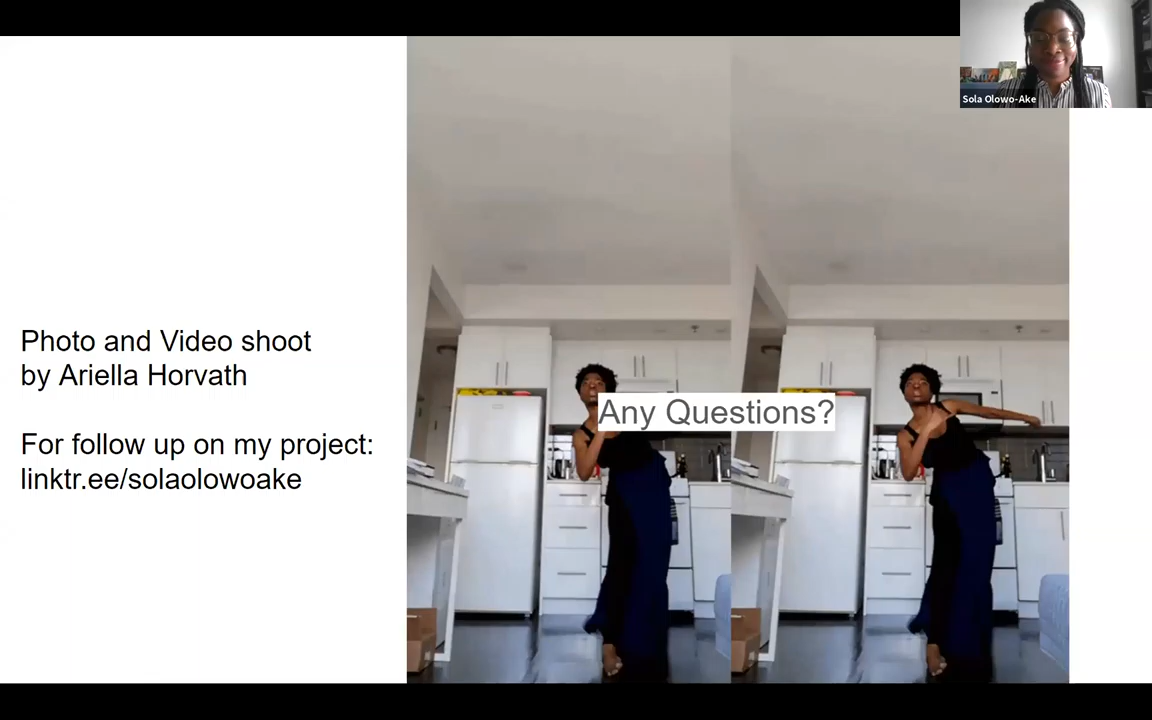 Sola Olowo-Ake
Photo and Video shoot
by Ariella Horvath
For follow up on my project:
linktr.ee/solaolowoake
Any Questions?